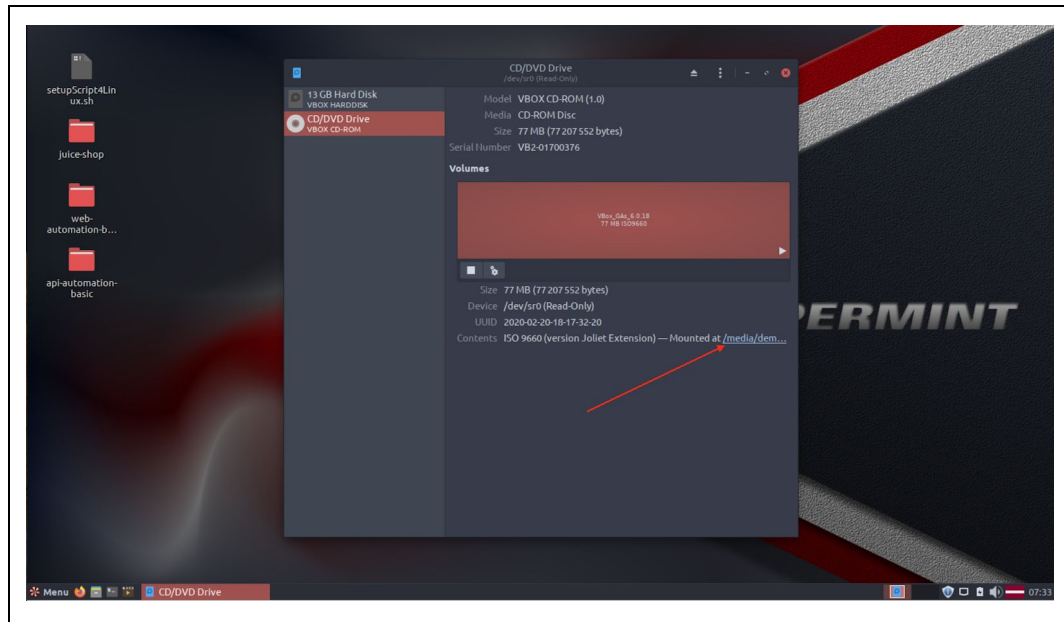 setupScript4Lin
ux.sh
juice-shop
web-
automation-b...
api-automation-
basic
CD/DVD Drive
/dev/sr0 (Read-Only)
13 GB Hard Disk
VBOX HARDDISK
CD/DVD Drive
VBOX CD-ROM
Model VBOX CD-ROM (1.0)
Media CD-ROM Disc
Size 77 MB (77 207 552 bytes)
Serial Number VB2-01700376
Volumes
VBox_GAs_6.0.18
77 MB ISO9660
Size 77 MB (77 207 552 bytes)
Device /dev/sr0 (Read-Only)
UUID 2020-02-20-18-17-32-20
Contents ISO 9660 (version Joliet Extension) — Mounted at /media/dem...
PERMINT
Menu
CD/DVD Drive
07:33